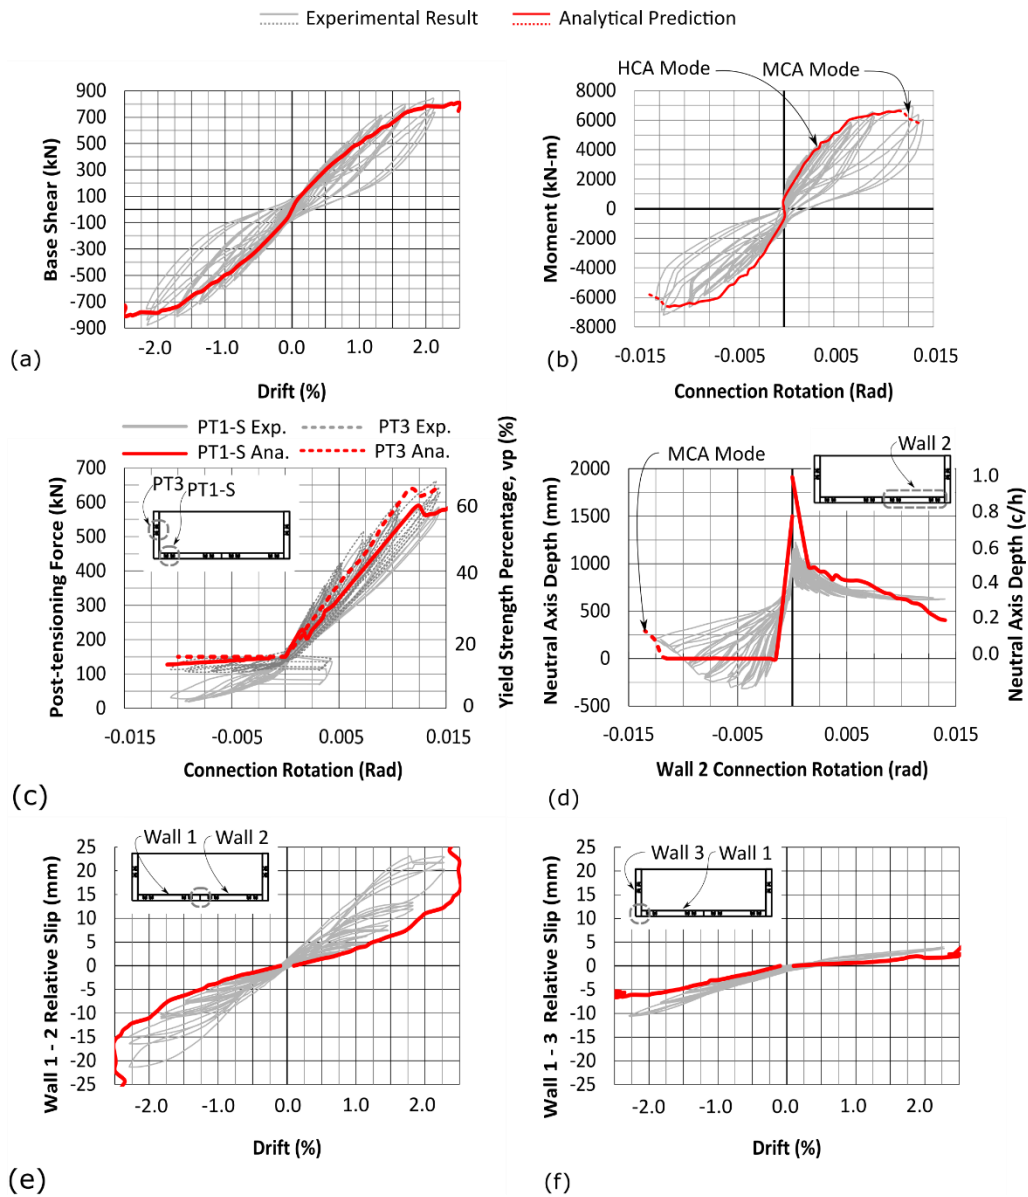 Experimental Result
Analytical Prediction
900
700
500
300
100
-100
-300
-500
-700
-900
Base Shear (kN)
-2.0 -1.0 0.0 1.0 2.0
Drift (%)
(a)
HCA Mode
MCA Mode
8000
6000
4000
2000
0
2000
4000
-6000
-8000
Moment (kN-m)
-0.015 -0.005 0.005 0.015
Connection Rotation (Rad)
(b)
PT1-S Exp.
PT3 Exp.
PT1-S Ana.
PT3 Ana.
700
600
500
400
300
200
100
0
Post-tensioning Force (kN)
PT3
PT1-S
60
40
20
0
Yield Strength Percentage, vp (%)
-0.015 -0.005 0.005 0.015
Connection Rotation (Rad)
(c)
MCA Mode
Wall 2
2000
1500
1000
500
0
-500
Neutral Axis Depth (mm)
1.0
0.8
0.6
0.4
0.2
0.0
Neutral Axis Depth (c/h)
-0.015 -0.005 0.005 0.015
Wall 2 Connection Rotation (rad)
(d)
Wall 1
Wall 2
25
20
15
10
5
0
-5
-10
-15
-20
-25
Wall 1 - 2 Relative Slip (mm)
-2.0 -1.0 0.0 1.0 2.0
Drift (%)
(e)
Wall 3
Wall 1
25
20
15
10
5
0
-5
-10
-15
-20
-25
Wall 1 - 3 Relative Slip (mm)
-2.0 -1.0 0.0 1.0 2.0
Drift (%)
(f)